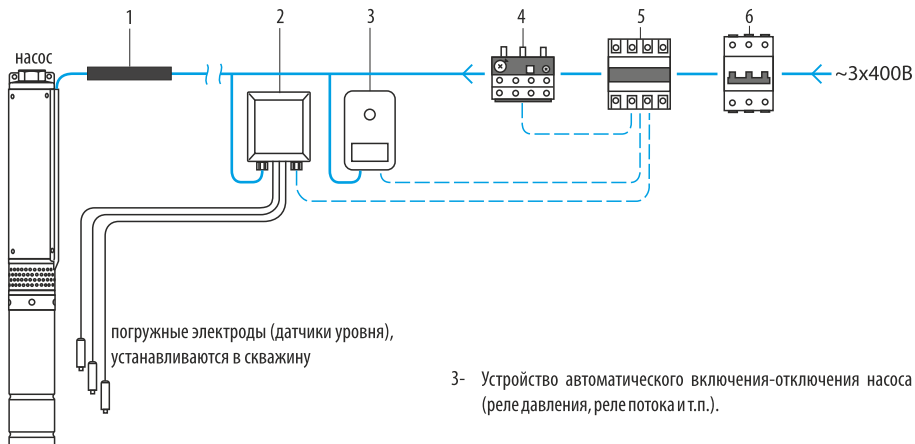 1
2
3
4
5
6
насос
~3x400В
погружные электроды (датчики уровня),
устанавливаются в скважину
3- Устройство автоматического включения-отключения насоса
(реле давления, реле потока и т.п.).